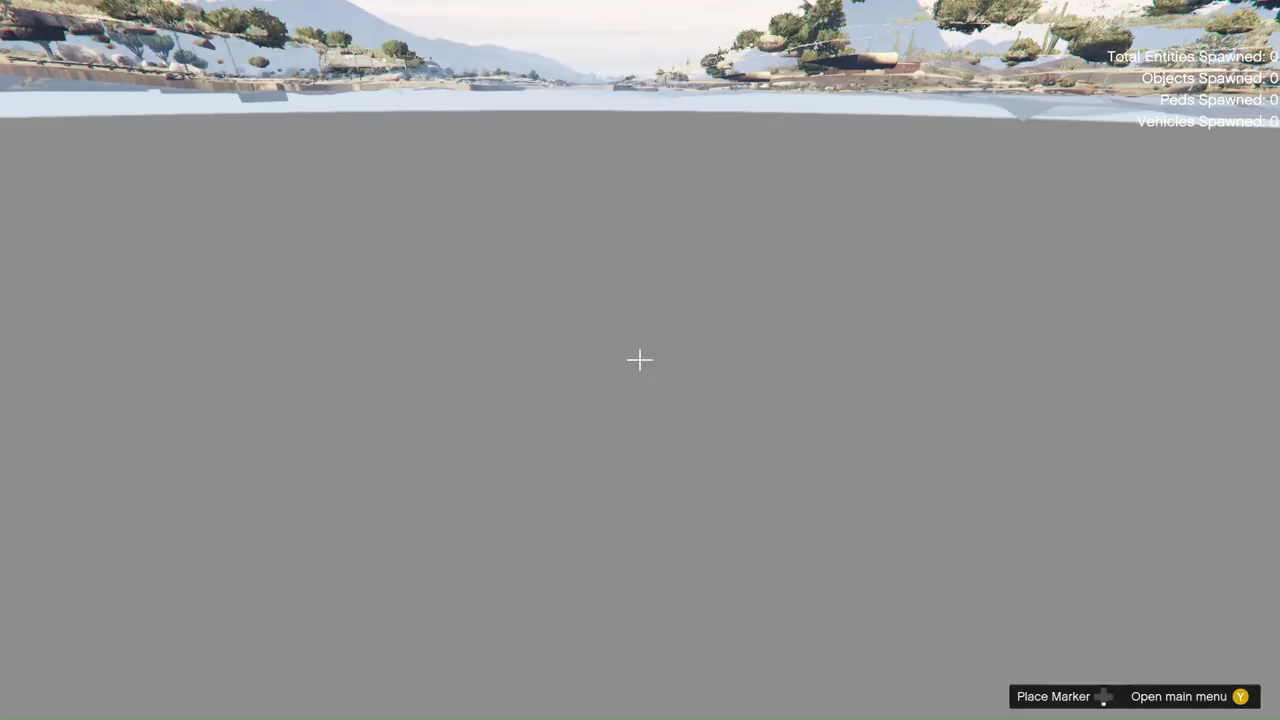 Total Entities Spawned: 0
Objects Spawned: 0
Peds Spawned: 0
Vehicles Spawned: 0
Place Marker Open main menu Y